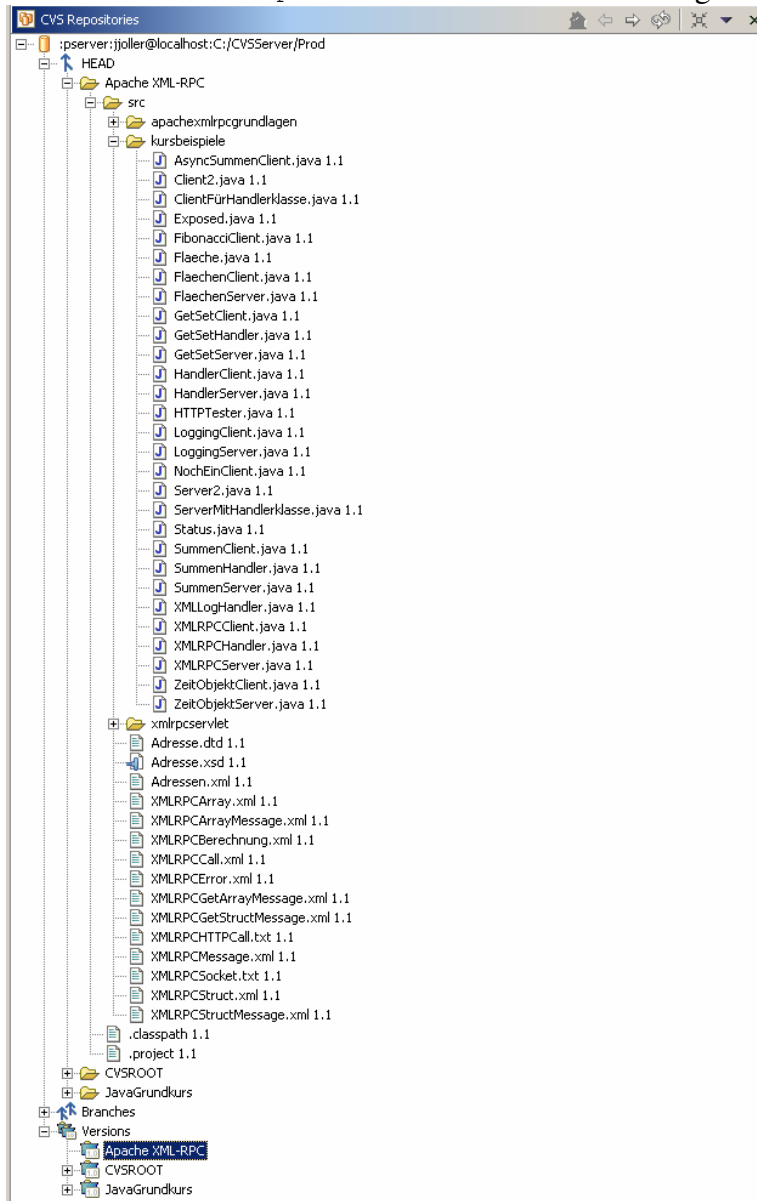 CVS Repositories
:pserver:jjoller@localhost:C:/CVSServer/Prod
HEAD
Apache XML-RPC
src
apachexmlrpcgrundlagen
kursbeispiele
AsyncSummenClient.java 1.1
Client2.java 1.1
ClientFürHandlerklasse.java 1.1
Exposed.java 1.1
FibonacciClient.java 1.1
Flaeche.java 1.1
FlaechenClient.java 1.1
FlaechenServer.java 1.1
GetSetClient.java 1.1
GetSetHandler.java 1.1
GetSetServer.java 1.1
HandlerClient.java 1.1
HandlerServer.java 1.1
HTTPTester.java 1.1
LoggingClient.java 1.1
LoggingServer.java 1.1
NochEinClient.java 1.1
Server2.java 1.1
ServerMitHandlerklasse.java 1.1
Status.java 1.1
SummenClient.java 1.1
SummenHandler.java 1.1
SummenServer.java 1.1
XMLLogHandler.java 1.1
XMLRPCClient.java 1.1
XMLRPCHandler.java 1.1
XMLRPCServer.java 1.1
ZeitObjektClient.java 1.1
ZeitObjektServer.java 1.1
xmlrpcservlet
Adresse.dtd 1.1
Adresse.xsd 1.1
Adressen.xml 1.1
XMLRPCArray.xml 1.1
XMLRPCArrayMessage.xml 1.1
XMLRPCBerechnung.xml 1.1
XMLRPCCall.xml 1.1
XMLRPCError.xml 1.1
XMLRPCGetArrayMessage.xml 1.1
XMLRPCGetStructMessage.xml 1.1
XMLRPCHTTPCall.txt 1.1
XMLRPCMessage.xml 1.1
XMLRPCSocket.txt 1.1
XMLRPCStruct.xml 1.1
XMLRPCStructMessage.xml 1.1
.classpath 1.1
.project 1.1
CVSROOT
JavaGrundkurs
Branches
Versions
Apache XML-RPC
CVSROOT
JavaGrundkurs